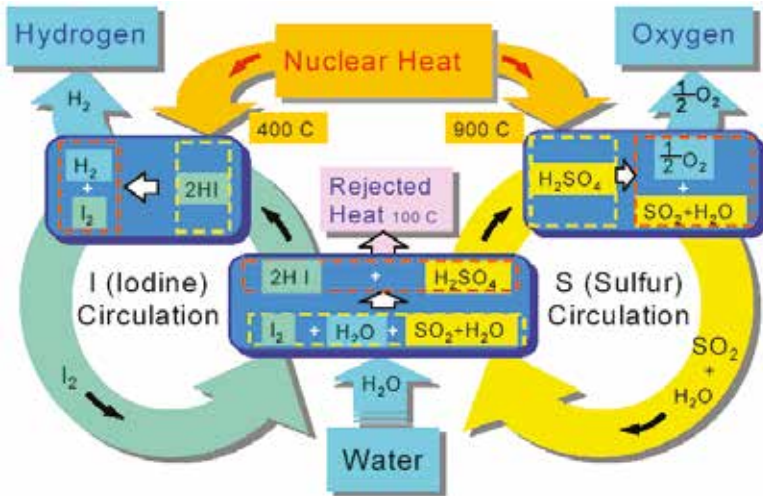 Hydrogen
Nuclear Heat
Oxygen
H₂
½O₂
400 C
900 C
H₂
+
I₂
2HI
H₂SO₄
½O₂
+
SO₂+H₂O
Rejected
Heat 100 C
I (Iodine)
Circulation
2H I + H₂SO₄
I₂ + H₂O + SO₂+H₂O
S (Sulfur)
Circulation
I₂
H₂O
SO₂
+
H₂O
Water